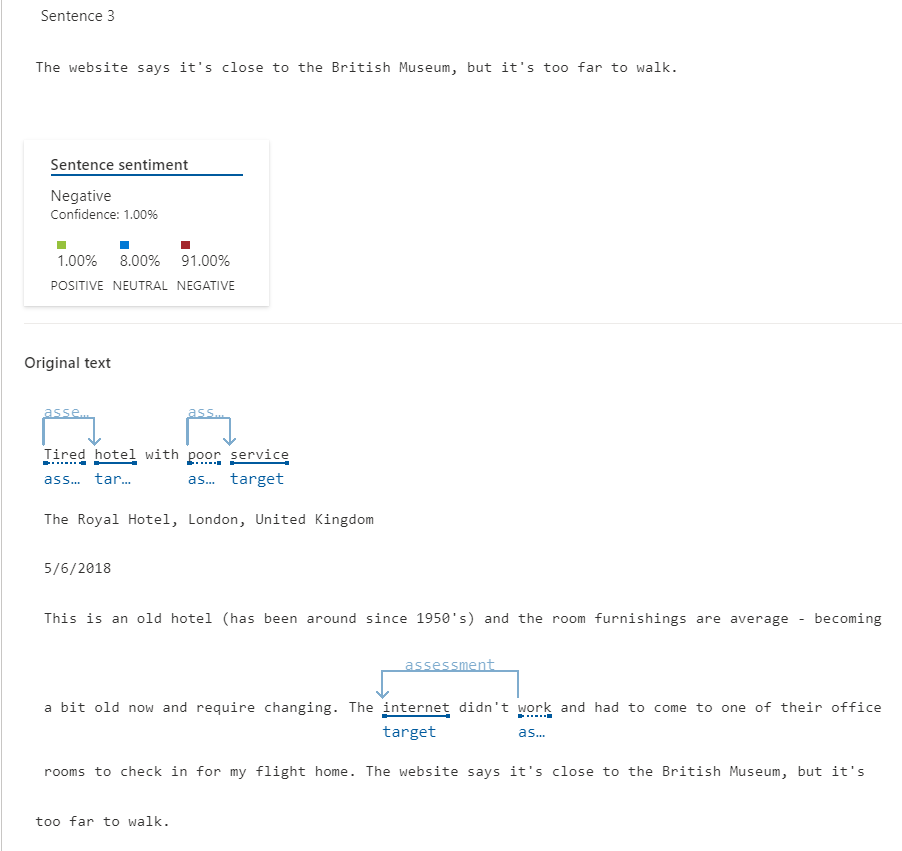 Sentence 3
The website says it's close to the British Museum, but it's too far to walk.
Sentence sentiment
Negative
Confidence: 1.00%
1.00% 8.00% 91.00%
POSITIVE NEUTRAL NEGATIVE
Original text
asse... ass...
Tired hotel with poor service
ass... tar... as... target
The Royal Hotel, London, United Kingdom
5/6/2018
This is an old hotel (has been around since 1950's) and the room furnishings are average - becoming
assessment
a bit old now and require changing. The internet didn't work and had to come to one of their office
target as...
rooms to check in for my flight home. The website says it's close to the British Museum, but it's
too far to walk.